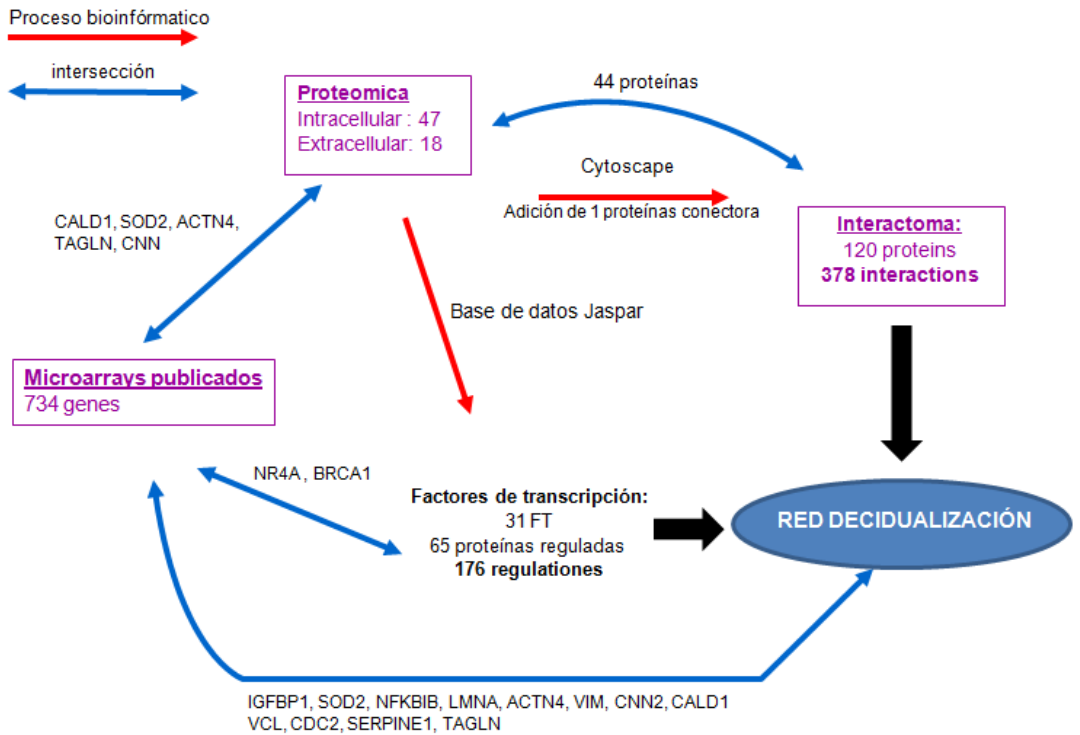 Proceso bioinfórmatico
intersección
Proteomica
Intracellular : 47
Extracellular: 18
44 proteínas
Cytoscape
Adición de 1 proteínas conectora
Interactoma:
120 proteins
378 interactions
CALD1, SOD2, ACTN4,
TAGLN, CNN
Base de datos Jaspar
Microarrays publicados
734 genes
NR4A , BRCA1
Factores de transcripción:
31 FT
65 proteínas reguladas
176 regulationes
RED DECIDUALIZACIÓN
IGFBP1, SOD2, NFKBIB, LMNA, ACTN4, VIM, CNN2, CALD1
VCL, CDC2, SERPINE1, TAGLN